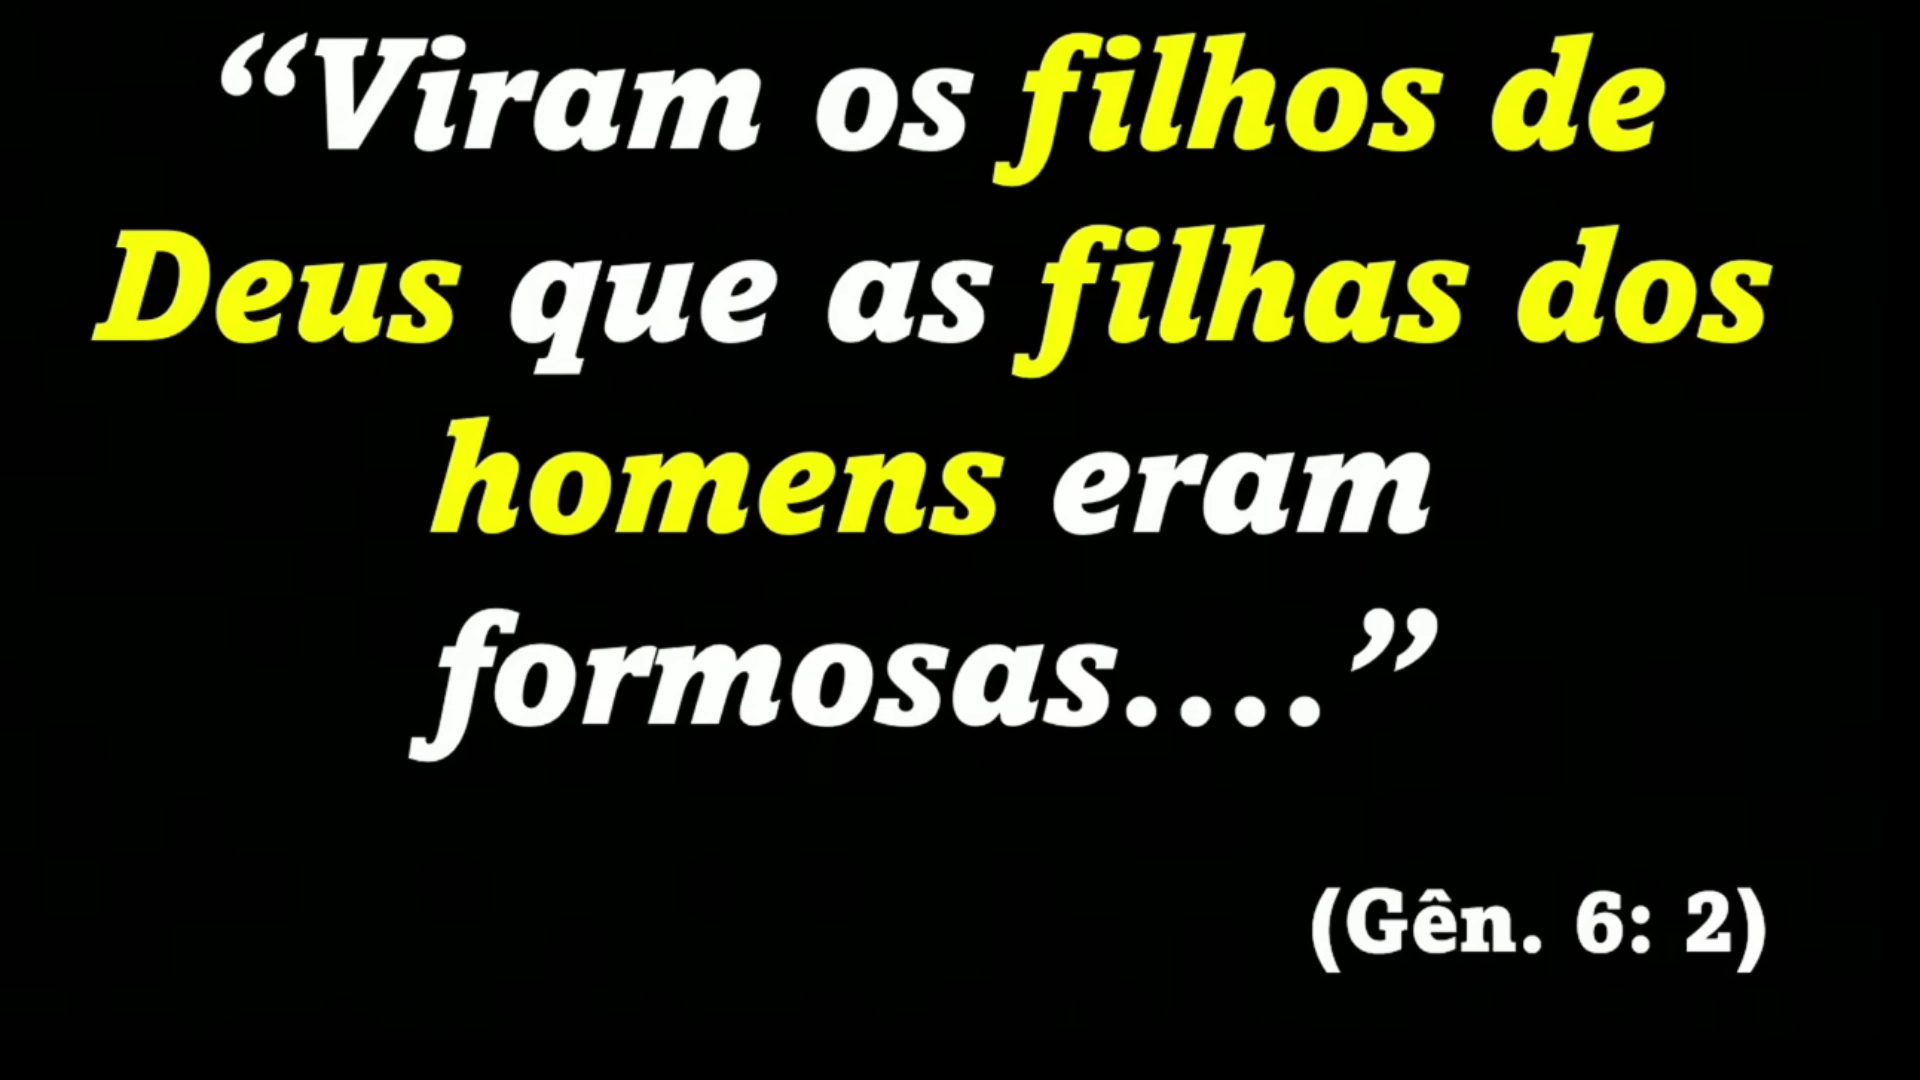 “Viram os filhos de
Deus que as filhas dos
homens eram
formosas....”
(Gên. 6: 2)